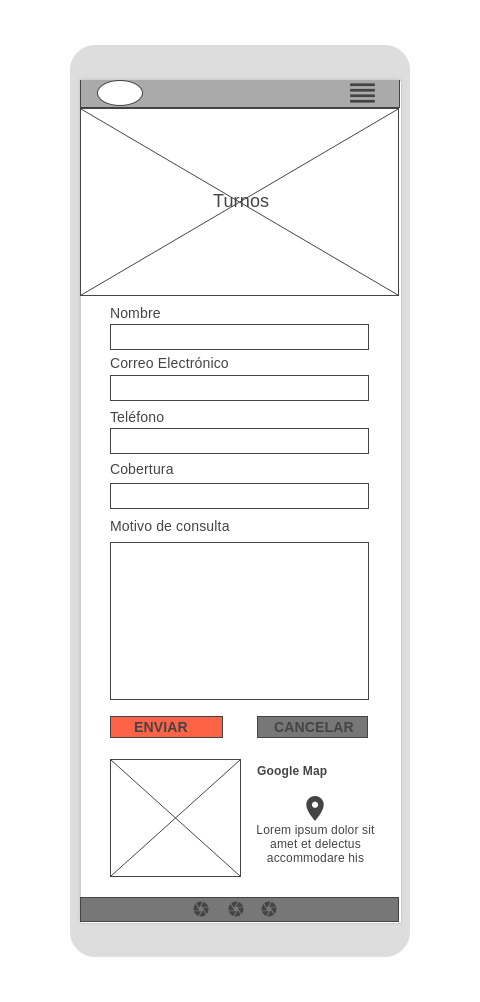 Turnos
Nombre
Correo Electrónico
Teléfono
Cobertura
Motivo de consulta
ENVIAR
CANCELAR
Google Map
Lorem ipsum dolor sit
amet et delectus
accommodare his